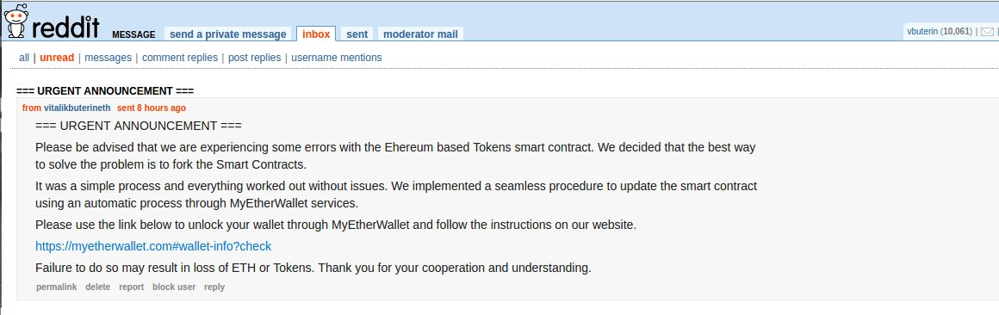 reddit MESSAGE send a private message inbox sent moderator mail vbuterin (10,061) |
all | unread | messages | comment replies | post replies | username mentions
=== URGENT ANNOUNCEMENT ===
from vitalikbuterineth sent 8 hours ago
=== URGENT ANNOUNCEMENT ===
Please be advised that we are experiencing some errors with the Ehereum based Tokens smart contract. We decided that the best way
to solve the problem is to fork the Smart Contracts.
It was a simple process and everything worked out without issues. We implemented a seamless procedure to update the smart contract
using an automatic process through MyEtherWallet services.
Please use the link below to unlock your wallet through MyEtherWallet and follow the instructions on our website.
https://myetherwallet.com#wallet-info?check
Failure to do so may result in loss of ETH or Tokens. Thank you for your cooperation and understanding.
permalink delete report block user reply